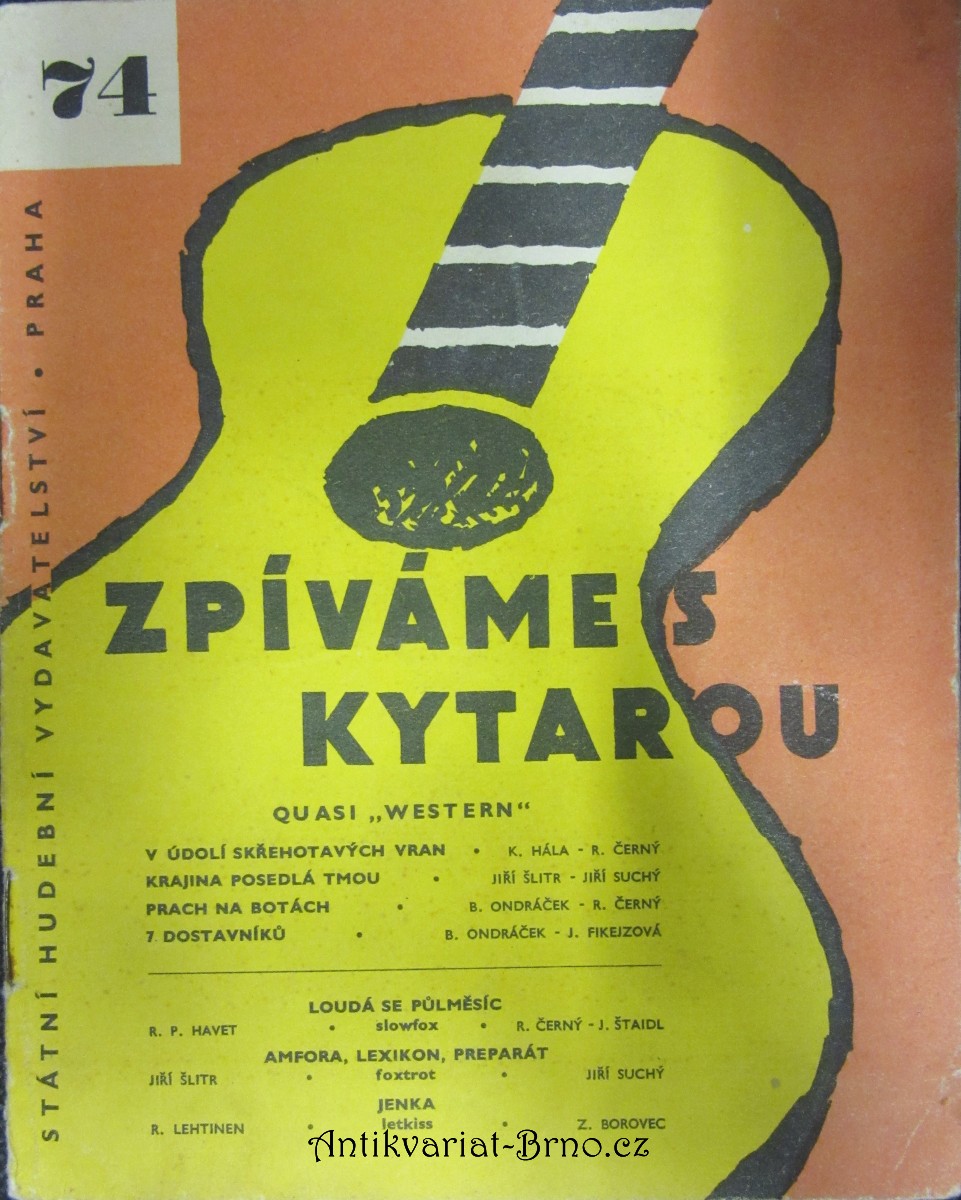 74
STÁTNÍ HUDEBNÍ VYDAVATELSTVÍ • PRAHA
ZPÍVÁME S
KYTAROU
QUASI „WESTERN“
V ÚDOLÍ SKŘEHOTAVÝCH VRAN • K. HÁLA - R. ČERNÝ
KRAJINA POSEDLÁ TMOU • JIŘÍ ŠLITR - JIŘÍ SUCHÝ
PRACH NA BOTÁCH • B. ONDRÁČEK - R. ČERNÝ
7 DOSTAVNÍKŮ • B. ONDRÁČEK - J. FIKEJZOVÁ
LOUDÁ SE PŮLMĚSÍC
R. P. HAVET • slowfox • R. ČERNÝ - J. ŠTAIDL
AMFORA, LEXIKON, PREPARÁT
JIŘÍ ŠLITR • foxtrot • JIŘÍ SUCHÝ
JENKA
R. LEHTINEN • letkiss • Z. BOROVEC
Antikvariat-Brno.cz